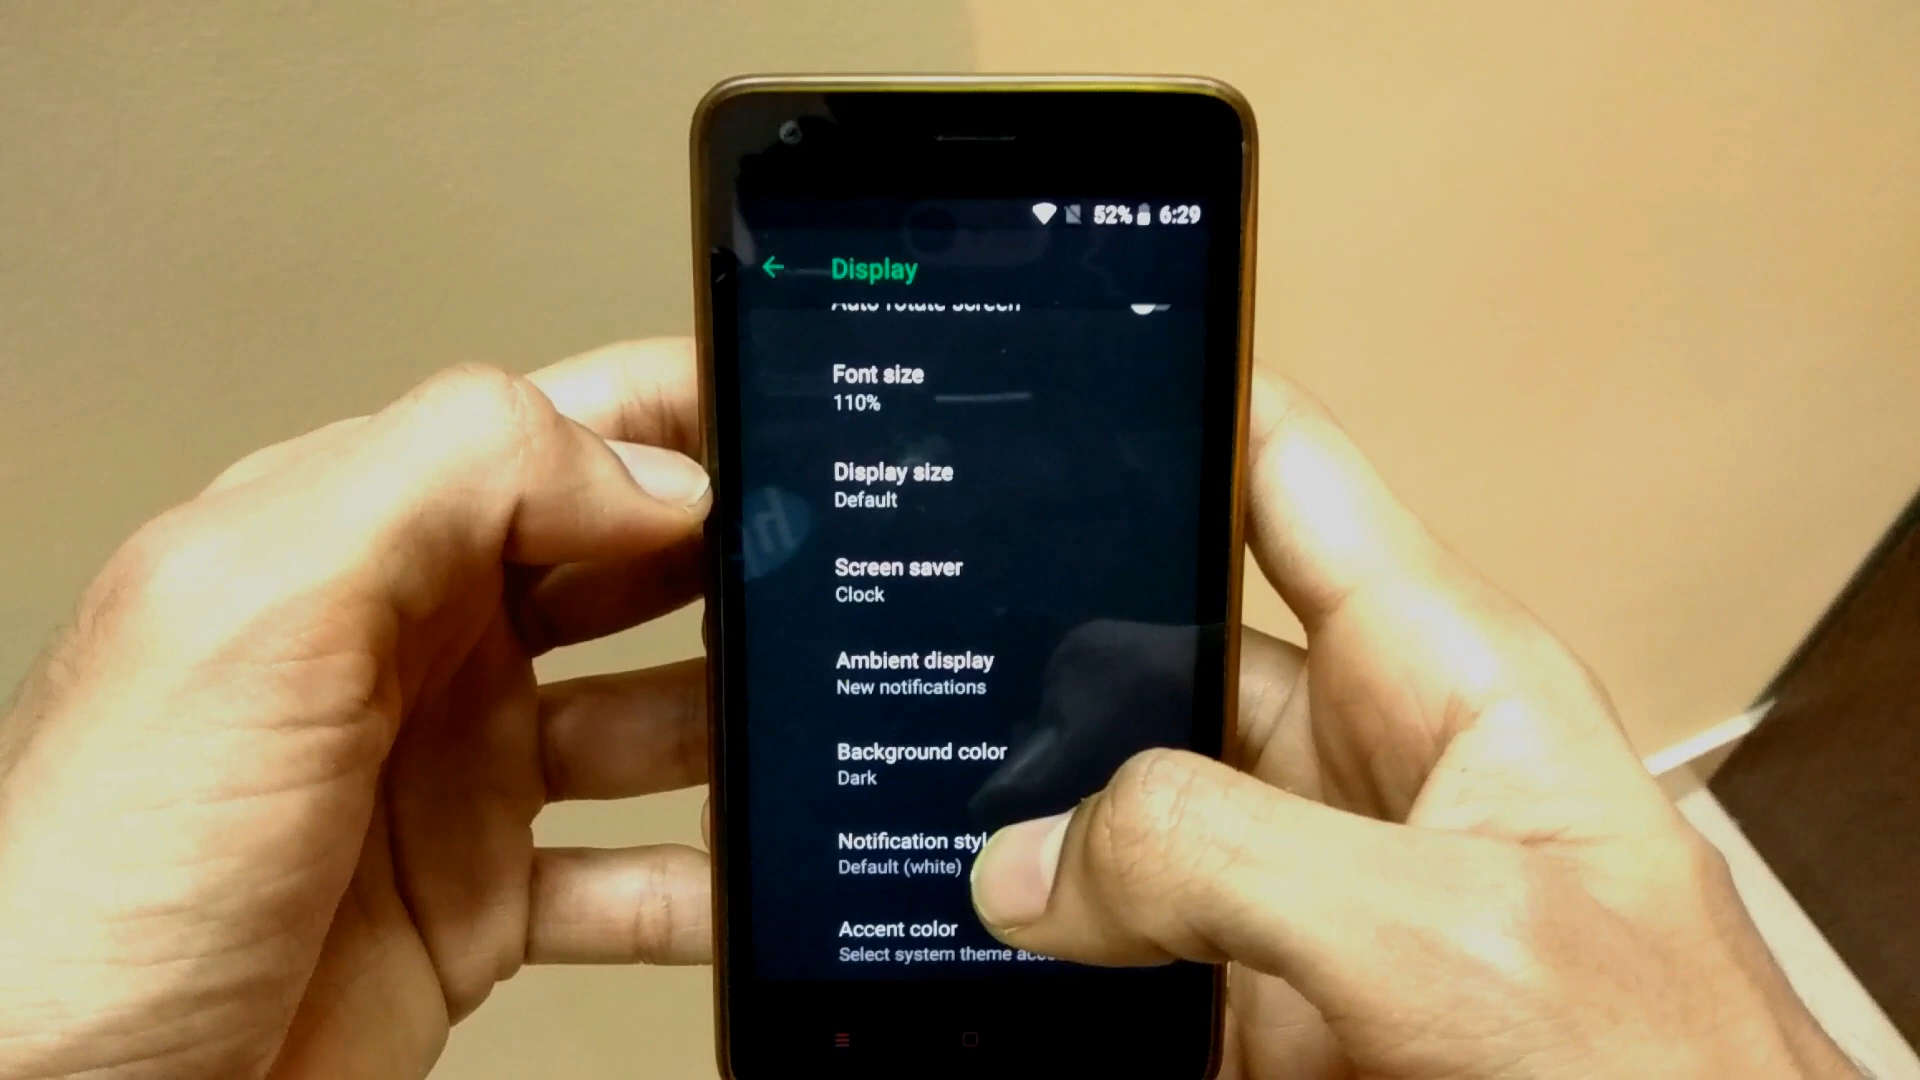 52% 6:29
Display
Auto rotate screen
Font size
110%
Display size
Default
Screen saver
Clock
Ambient display
New notifications
Background color
Dark
Notification styl
Default (white)
Accent color
Select system theme
hp